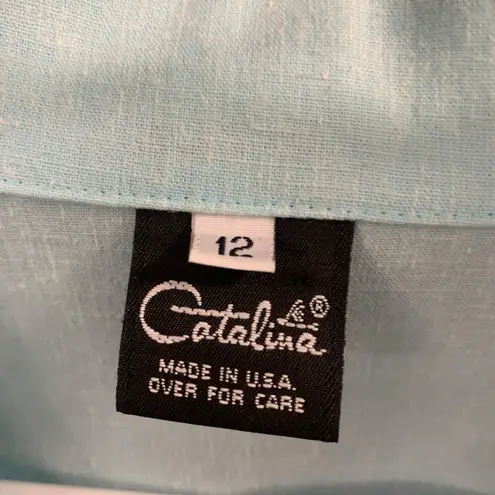 12
Catalina®
MADE IN U.S.A.
OVER FOR CARE